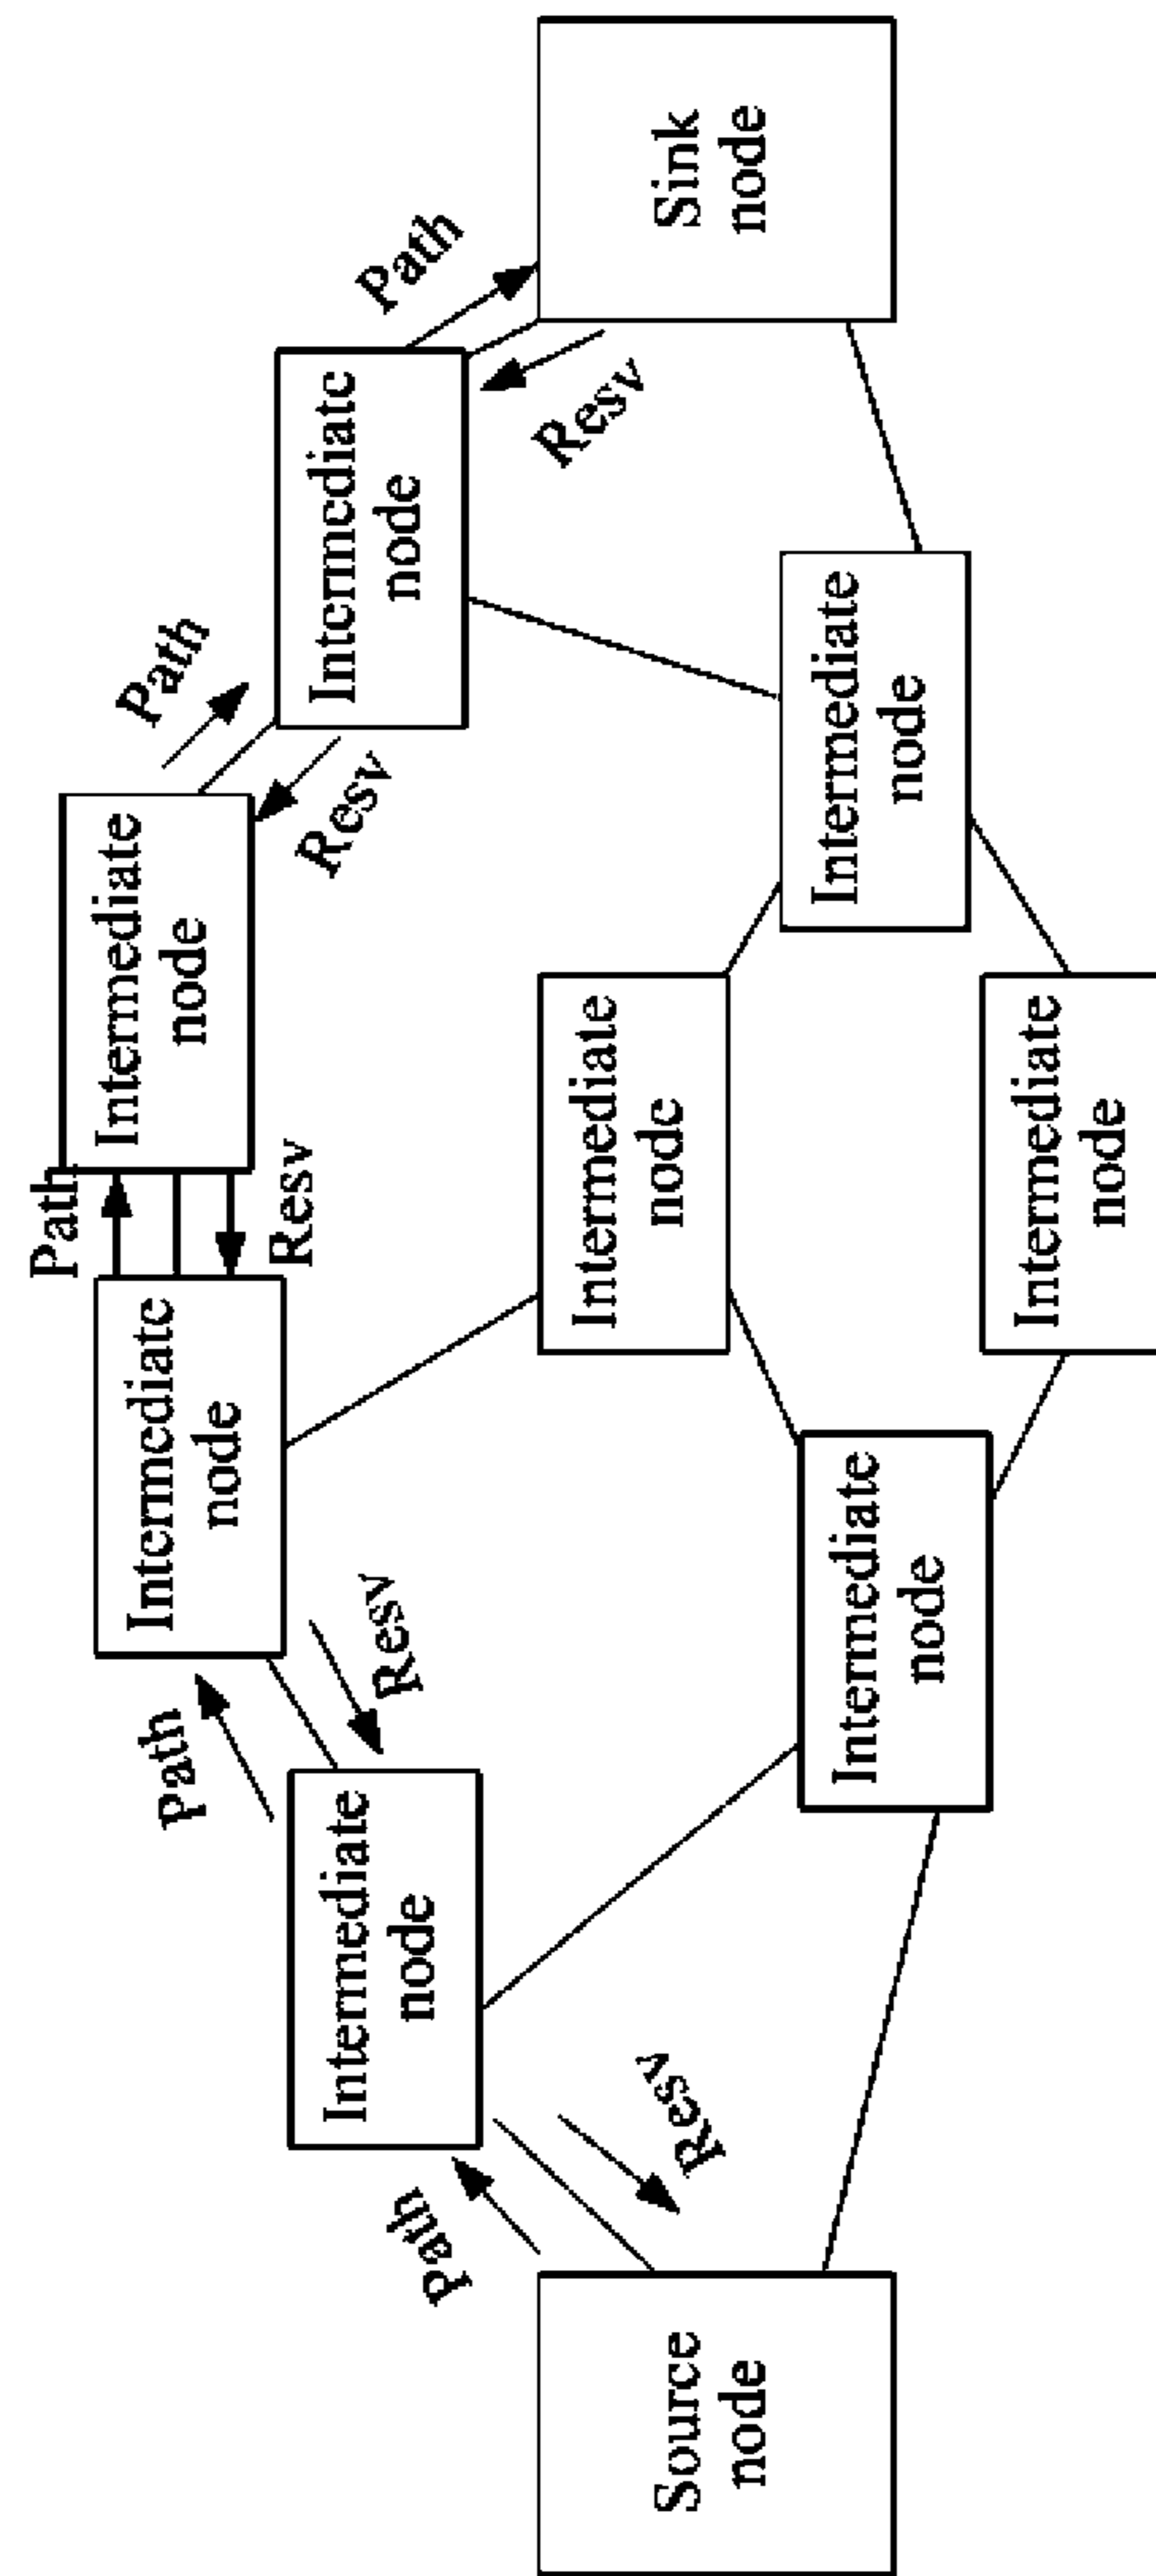 Path
Intermediate
node
Intermediate
node
Resv
Path
Path
Resv
Intermediate
node
Resv
Intermediate
node
Path
Path
Resv
Resv
Source
node
Intermediate
node
Sink
node
Intermediate
node
Intermediate
node
Intermediate
node